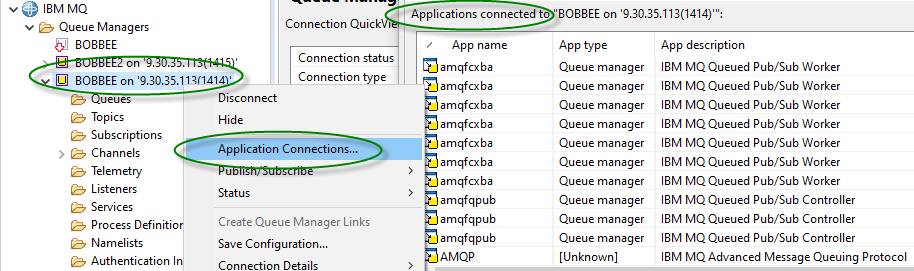 IBM MQ
Queue Managers
BOBBEE
BOBBEE2 on '9.30.35.113(1415)'
BOBBEE on '9.30.35.113(1414)'
Queues
Topics
Subscriptions
Channels
Telemetry
Listeners
Services
Process Definition
Namelists
Authentication Inf
Connection QuickVie
Connection status
Connection type
Disconnect
Hide
Application Connections...
Publish/Subscribe
Status
Create Queue Manager Links
Save Configuration...
Connection Details
Applications connected to "BOBBEE on '9.30.35.113(1414)'":
App name App type App description
amqfcxba Queue manager IBM MQ Queued Pub/Sub Worker
amqfcxba Queue manager IBM MQ Queued Pub/Sub Worker
amqfcxba Queue manager IBM MQ Queued Pub/Sub Worker
amqfcxba Queue manager IBM MQ Queued Pub/Sub Worker
amqfcxba Queue manager IBM MQ Queued Pub/Sub Worker
amqfcxba Queue manager IBM MQ Queued Pub/Sub Worker
amqfcxba Queue manager IBM MQ Queued Pub/Sub Worker
amqfqpub Queue manager IBM MQ Queued Pub/Sub Controller
amqfqpub Queue manager IBM MQ Queued Pub/Sub Controller
amqfqpub Queue manager IBM MQ Queued Pub/Sub Controller
AMQP [Unknown] IBM MQ Advanced Message Queuing Protocol